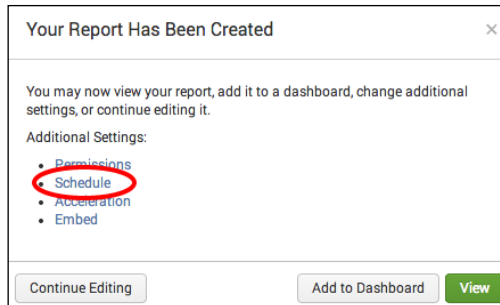 Your Report Has Been Created
×
You may now view your report, add it to a dashboard, change additional
settings, or continue editing it.
Additional Settings:
• Permissions
• Schedule
• Acceleration
• Embed
Continue Editing
Add to Dashboard
View